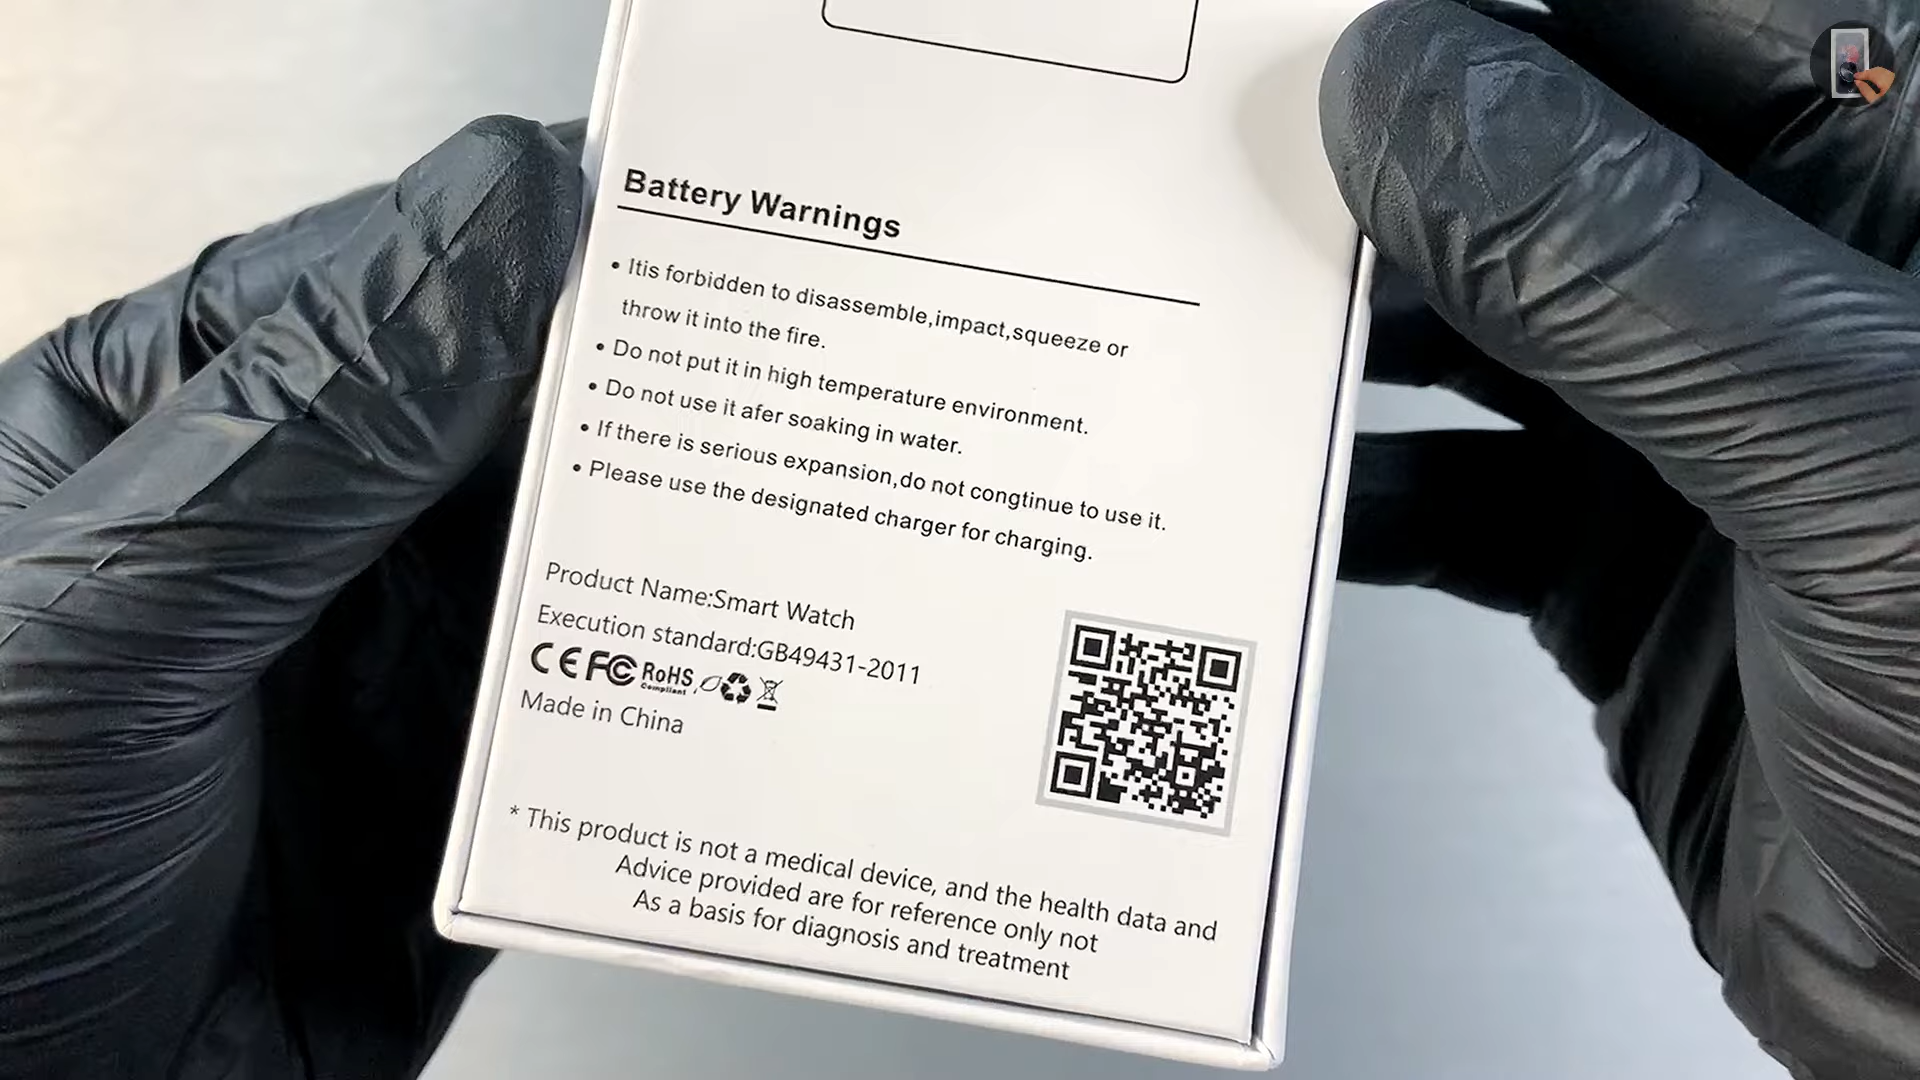 Battery Warnings
• Itis forbidden to disassemble,impact,squeeze or
throw it into the fire.
• Do not put it in high temperature environment.
• Do not use it afer soaking in water.
• If there is serious expansion,do not congtinue to use it.
• Please use the designated charger for charging.
Product Name:Smart Watch
Execution standard:GB49431-2011
CE FC RoHS
Compliant
Made in China
* This product is not a medical device, and the health data and
Advice provided are for reference only not
As a basis for diagnosis and treatment